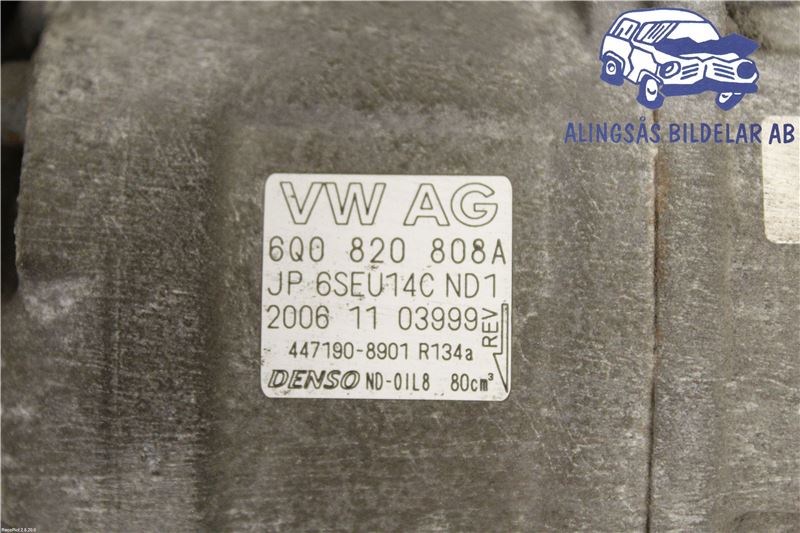 ALINGSÅS BILDELAR AB
VW AG
6Q0 820 808A
JP 6SEU14C ND1
2006 11 03999
REV
447190-8901 R134a
DENSO ND-OIL8 80cm³